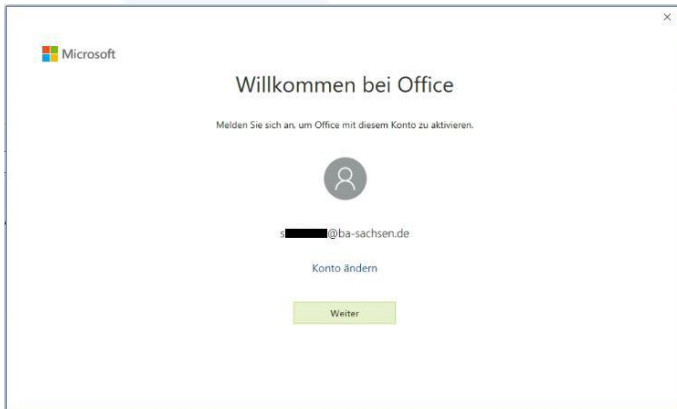 Microsoft
Willkommen bei Office
Melden Sie sich an, um Office mit diesem Konto zu aktivieren.
s@ba-sachsen.de
Konto ändern
Weiter